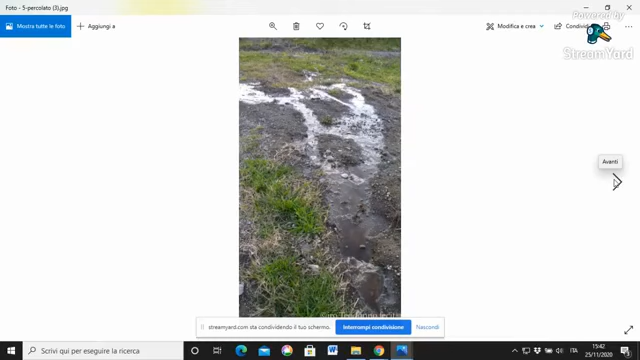 Foto - 5-percolato (3).jpg
Mostra tutte le foto
Aggiungi a
Modifica e crea
Condividi
Powered by
StreamYard
Avanti
streamyard.com sta condividendo il tuo schermo.
Interrompi condivisione
Nascondi
Scrivi qui per eseguire la ricerca
ITA
15:42
25/11/2020